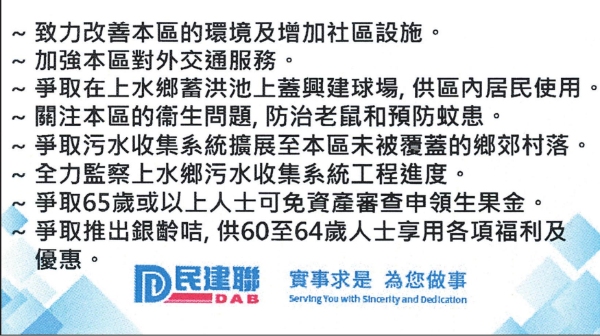 ~ 致力改善本區的環境及增加社區設施。
~ 加強本區對外交通服務。
~ 爭取在上水鄉蓄洪池上蓋興建球場, 供區內居民使用。
~ 關注本區的衞生問題, 防治老鼠和預防蚊患。
~ 爭取污水收集系統擴展至本區未被覆蓋的鄉郊村落。
~ 全力監察上水鄉污水收集系統工程進度。
~ 爭取65歲或以上人士可免資產審查申領生果金。
~ 爭取推出銀齡咭, 供60至64歲人士享用各項福利及
優惠。
民建聯 實事求是 為您做事
DAB Serving You with Sincerity and Dedication